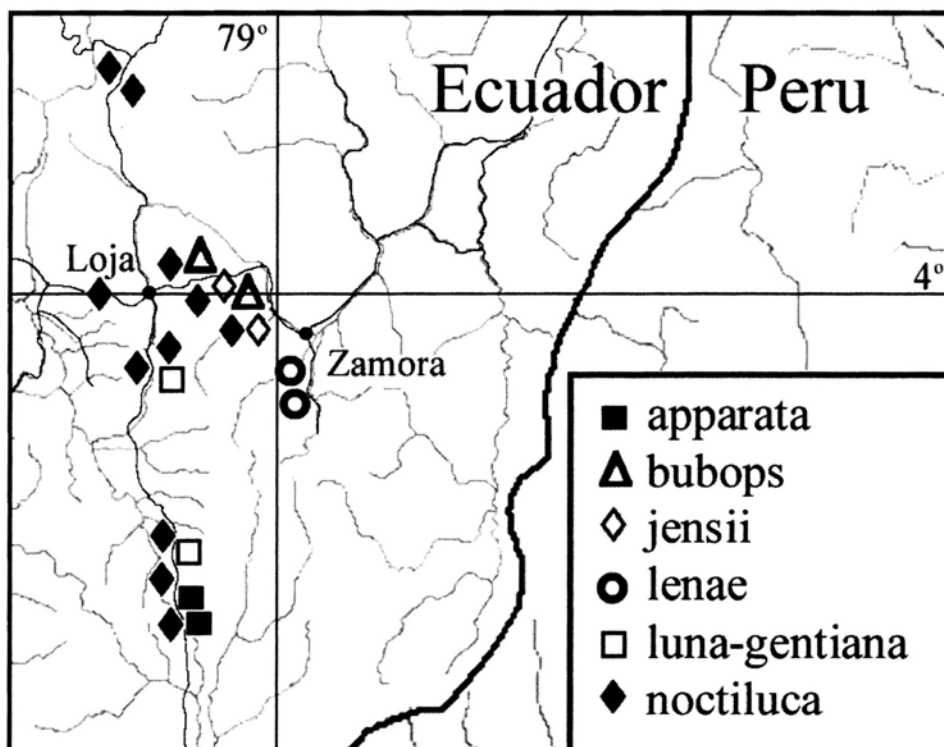 79°
Ecuador Peru
Loja
4°
Zamora
apparata
bubops
jensii
lenae
luna-gentiana
noctiluca